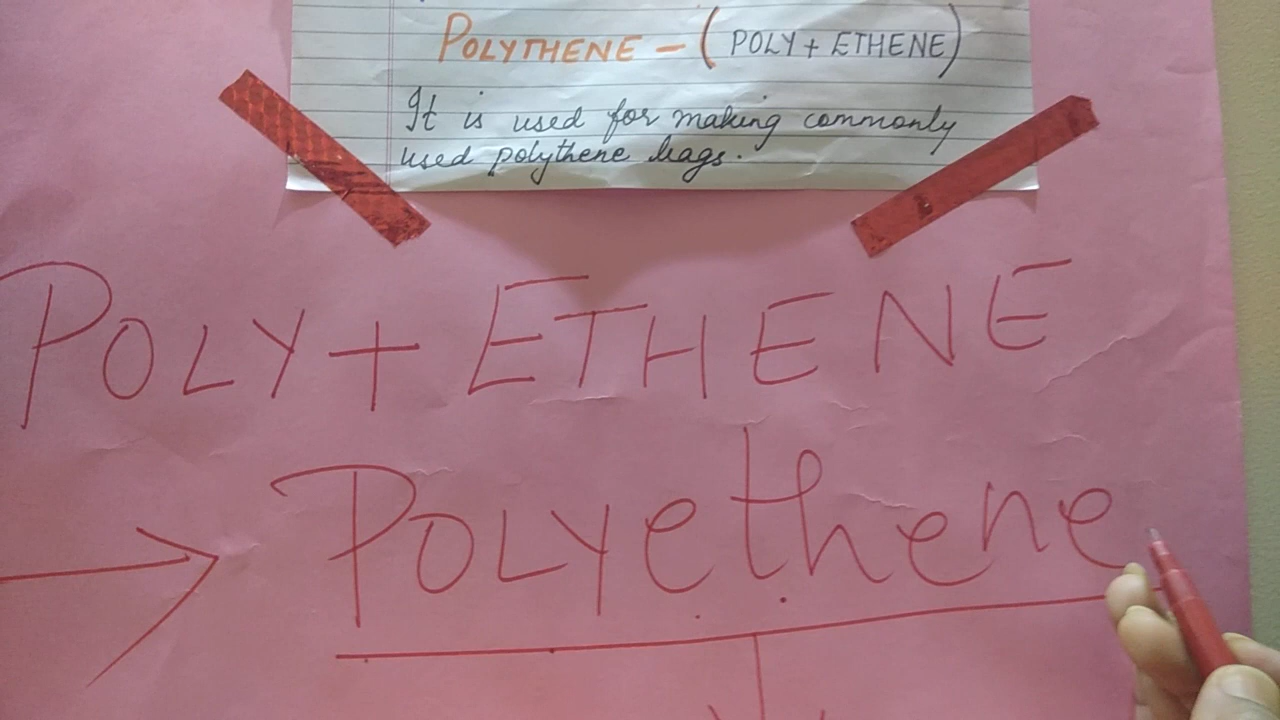 POLYTHENE - (POLY + ETHENE)
It is used for making commonly
used polythene bags.
POLY + ETHENE
→ Polyethene